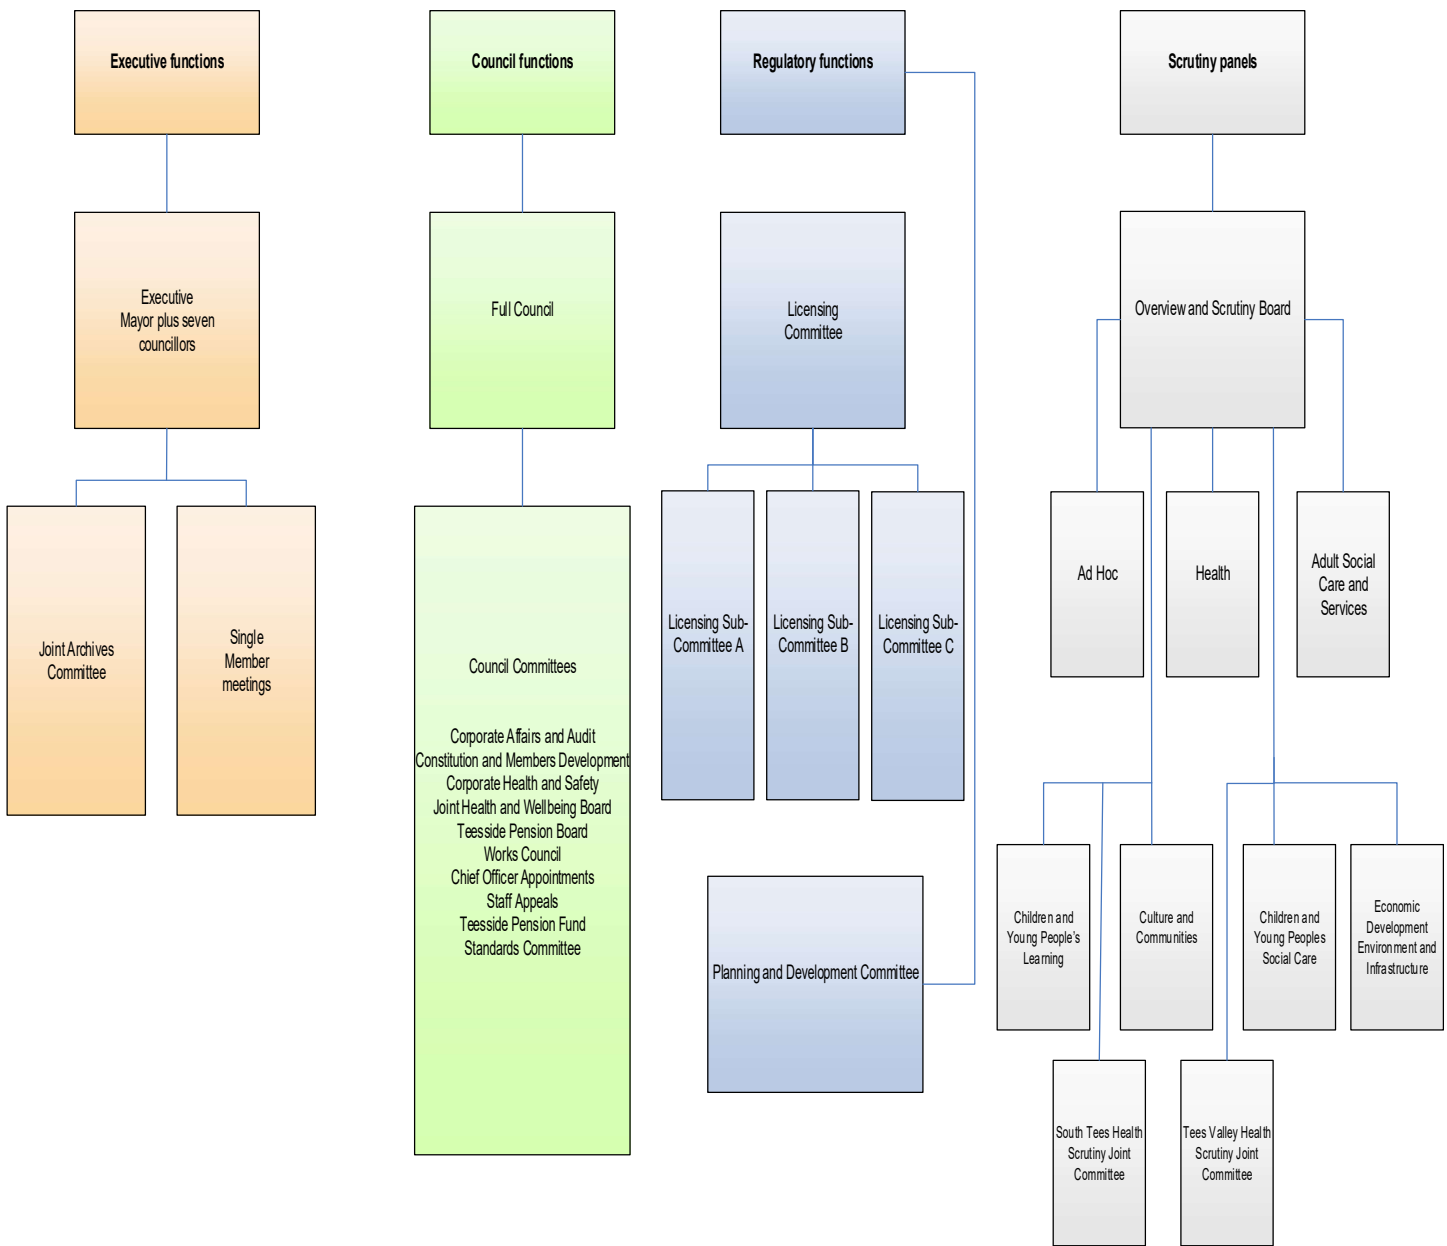 Executive functions
Council functions
Regulatory functions
Scrutiny panels
Executive
Mayor plus seven
councillors
Full Council
Licensing
Committee
Overview and Scrutiny Board
Joint Archives
Committee
Single
Member
meetings
Council Committees
Corporate Affairs and Audit
Constitution and Members Development
Corporate Health and Safety
Joint Health and Wellbeing Board
Teesside Pension Board
Works Council
Chief Officer Appointments
Staff Appeals
Teesside Pension Fund
Standards Committee
Licensing Sub-
Committee A
Licensing Sub-
Committee B
Licensing Sub-
Committee C
Planning and Development Committee
Ad Hoc
Health
Adult Social
Care and
Services
Children and
Young People's
Learning
Culture and
Communities
Children and
Young Peoples
Social Care
Economic
Development
Environment and
Infrastructure
South Tees Health
Scrutiny Joint
Committee
Tees Valley Health
Scrutiny Joint
Committee